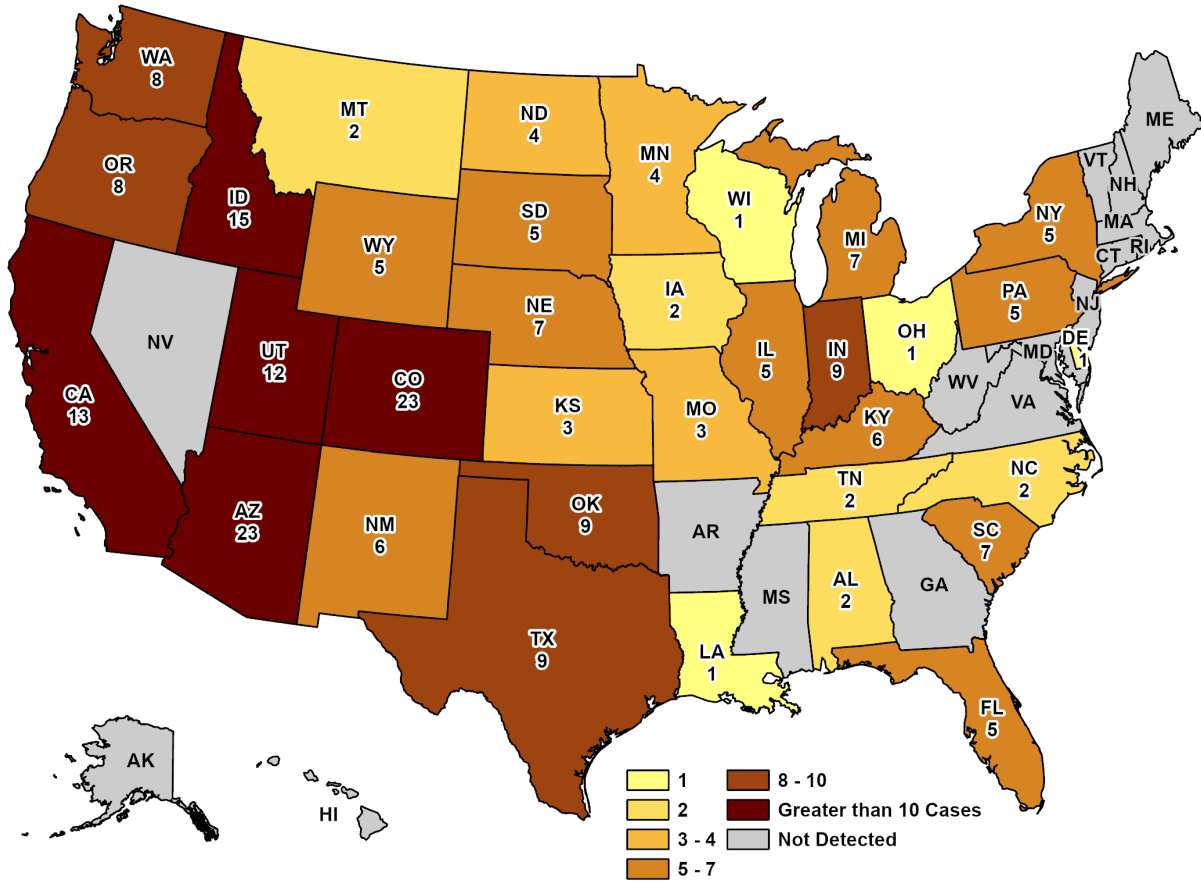 WA
8
MT
2
ND
4
MN
4
ME
VT
NH
OR
8
ID
15
WI
1
NY
5
MA
SD
5
WY
5
MI
7
CT
RI
NE
7
IA
2
PA
5
NJ
NV
UT
12
CO
23
IL
5
IN
9
OH
1
DE
1
MD
WV
VA
CA
13
KS
3
MO
3
KY
6
NC
2
TN
2
AZ
23
NM
6
OK
9
AR
SC
7
MS
AL
2
GA
TX
9
LA
1
FL
5
AK
HI
1
2
3 - 4
5 - 7
8 - 10
Greater than 10 Cases
Not Detected